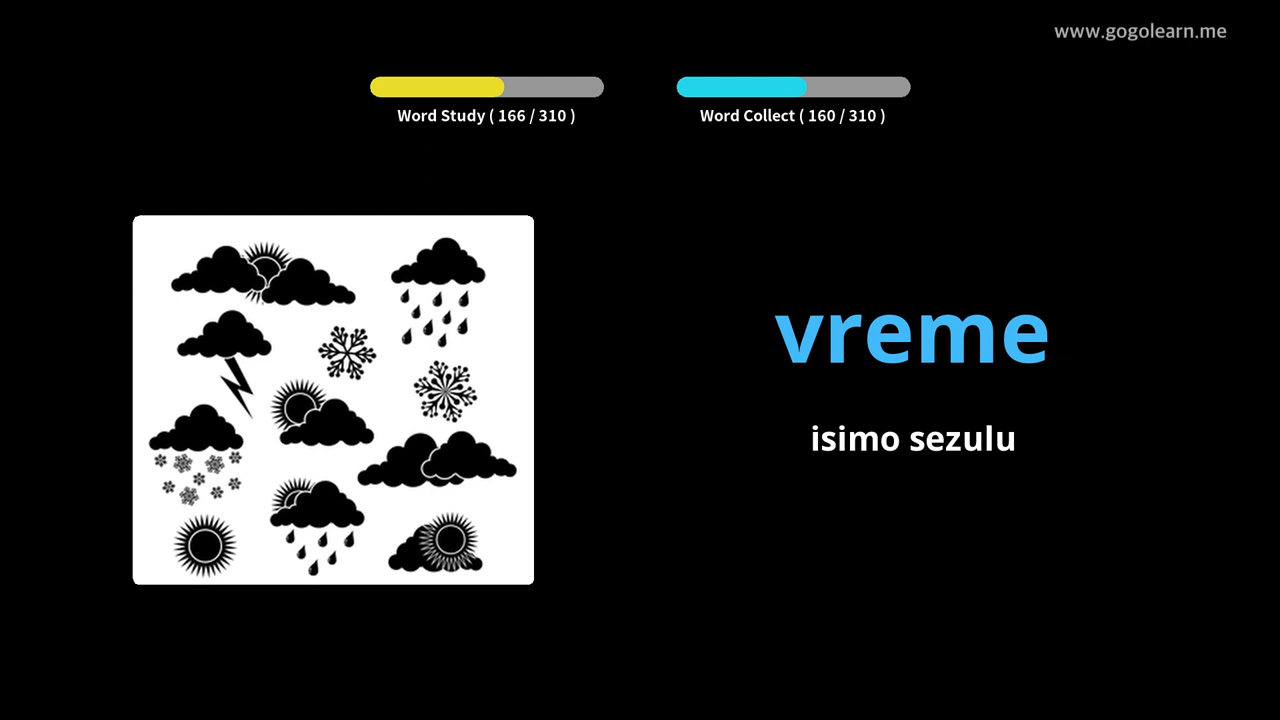 www.gogolearn.me
Word Study ( 166 / 310 )
Word Collect ( 160 / 310 )
vreme
isimo sezulu